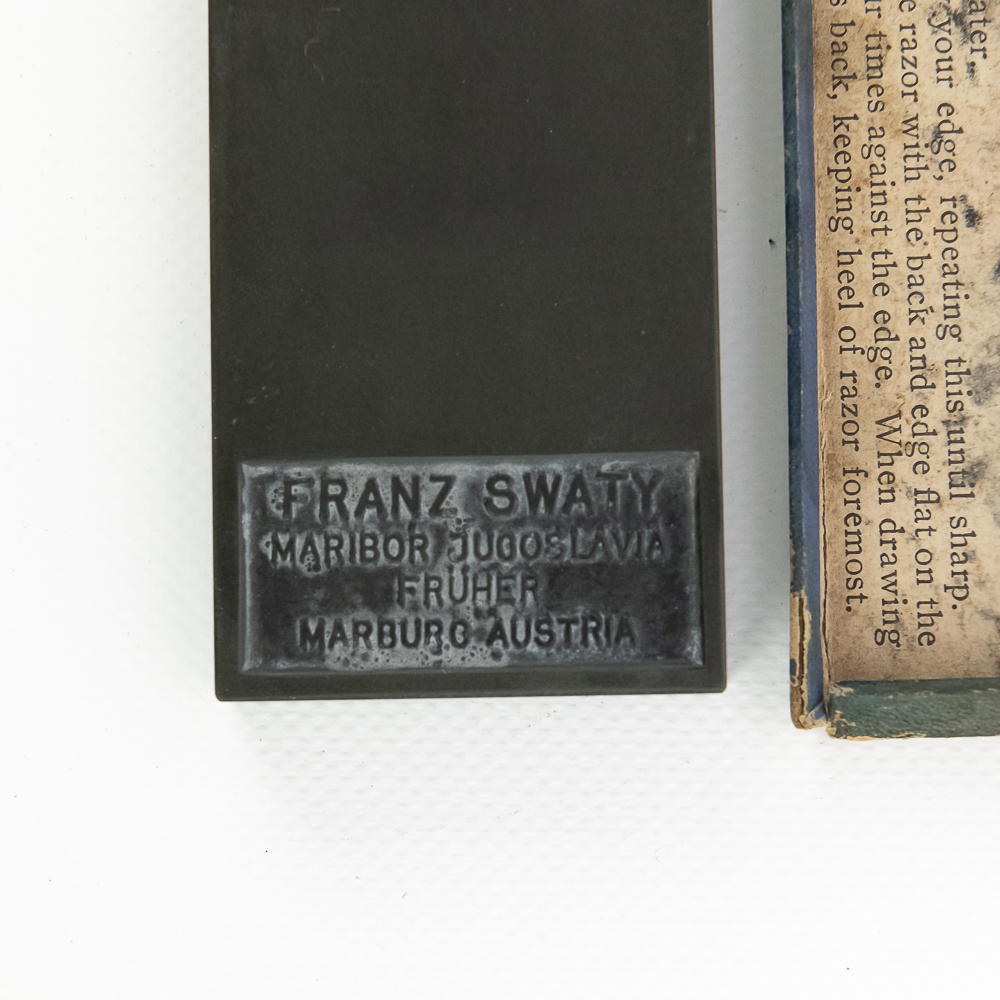 FRANZ SWATY
MARIBOR JUGOSLAVIA
FRÜHER
MARBURG AUSTRIA
ater.
your edge, repeating this until sharp.
razor with the back and edge flat on the
times against the edge. When drawing
back, keeping heel of razor foremost.